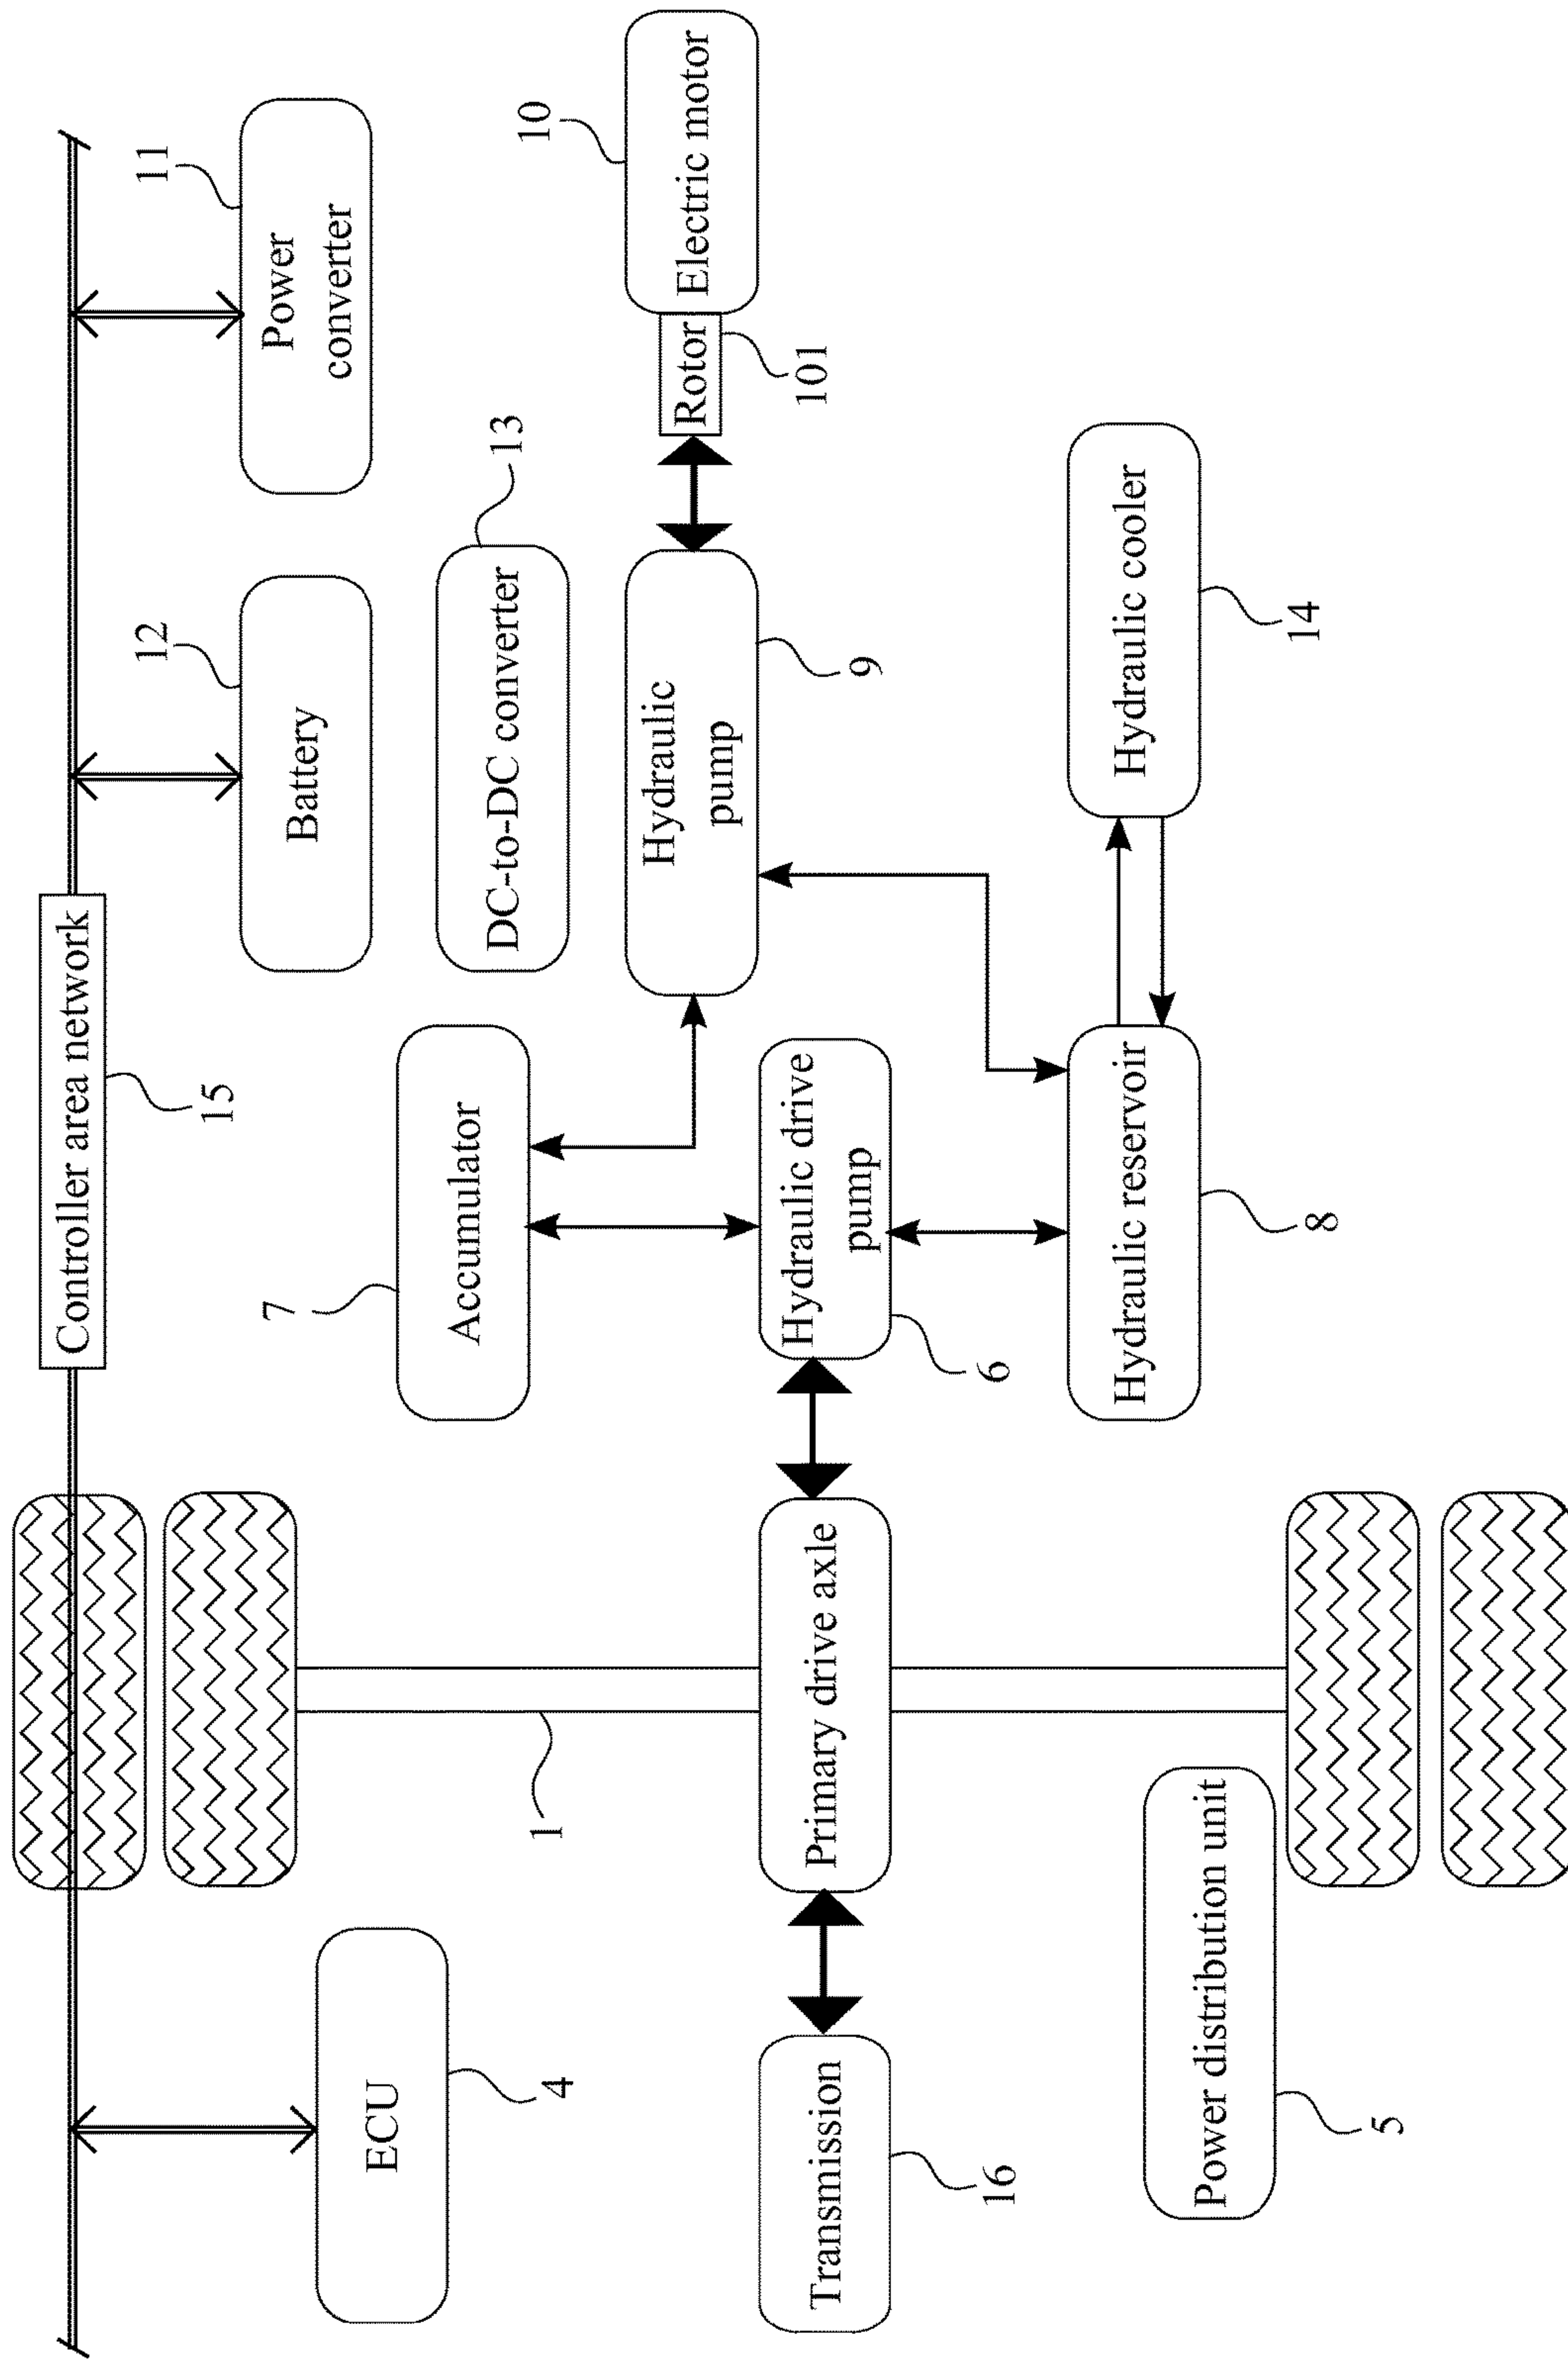 Controller area network
15
ECU
4
Battery
12
Power
converter
11
Accumulator
7
DC-to-DC converter
13
Transmission
16
Primary drive axle
1
Hydraulic drive
pump
6
Hydraulic
pump
9
Rotor
101
Electric motor
10
Power distribution unit
5
Hydraulic reservoir
8
Hydraulic cooler
14